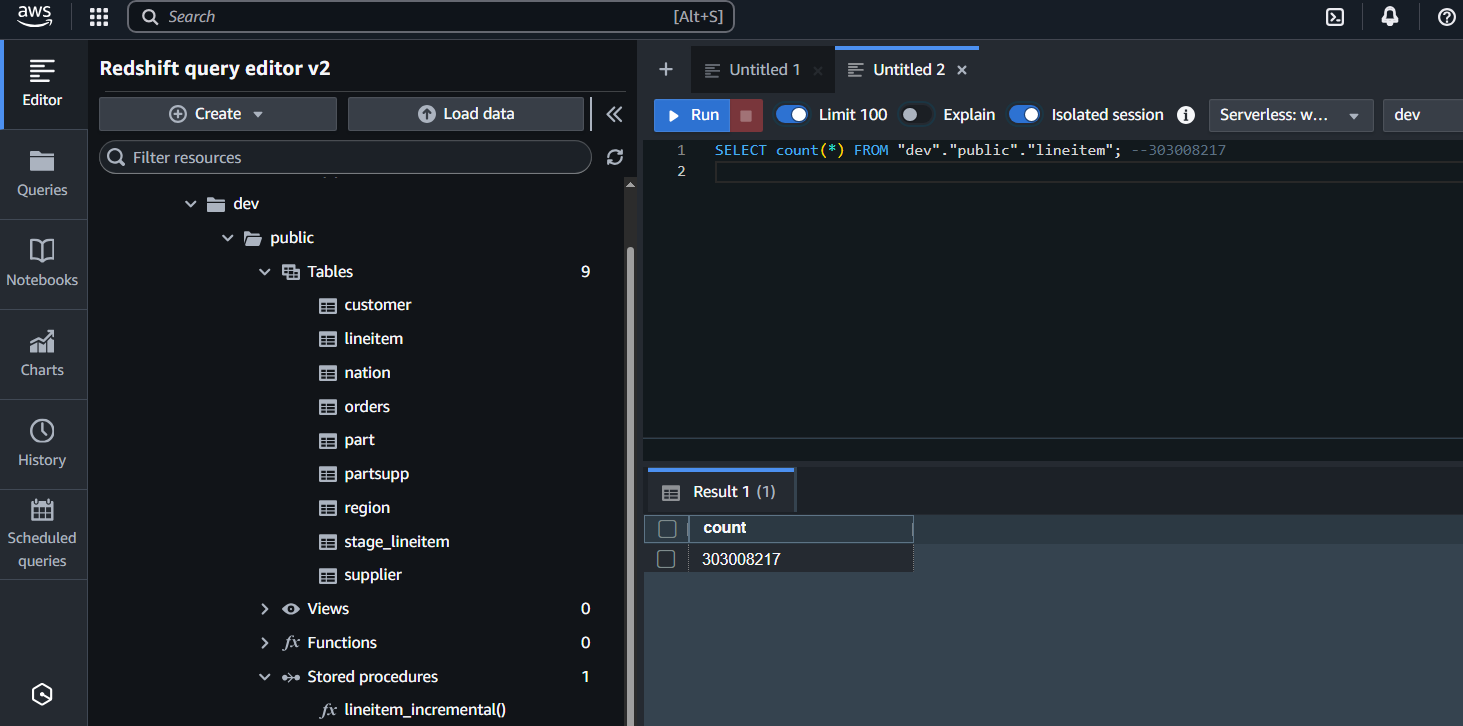 aws
Search
[Alt+S]
Editor
Queries
Notebooks
Charts
History
Scheduled
queries
Redshift query editor v2
Create
Load data
Filter resources
dev
public
Tables 9
customer
lineitem
nation
orders
part
partsupp
region
stage_lineitem
supplier
Views 0
Functions 0
Stored procedures 1
lineitem_incremental()
Untitled 1
Untitled 2
Run
Limit 100
Explain
Isolated session
Serverless: w...
dev
1 SELECT count(*) FROM "dev"."public"."lineitem"; --303008217
2
Result 1 (1)
count
303008217